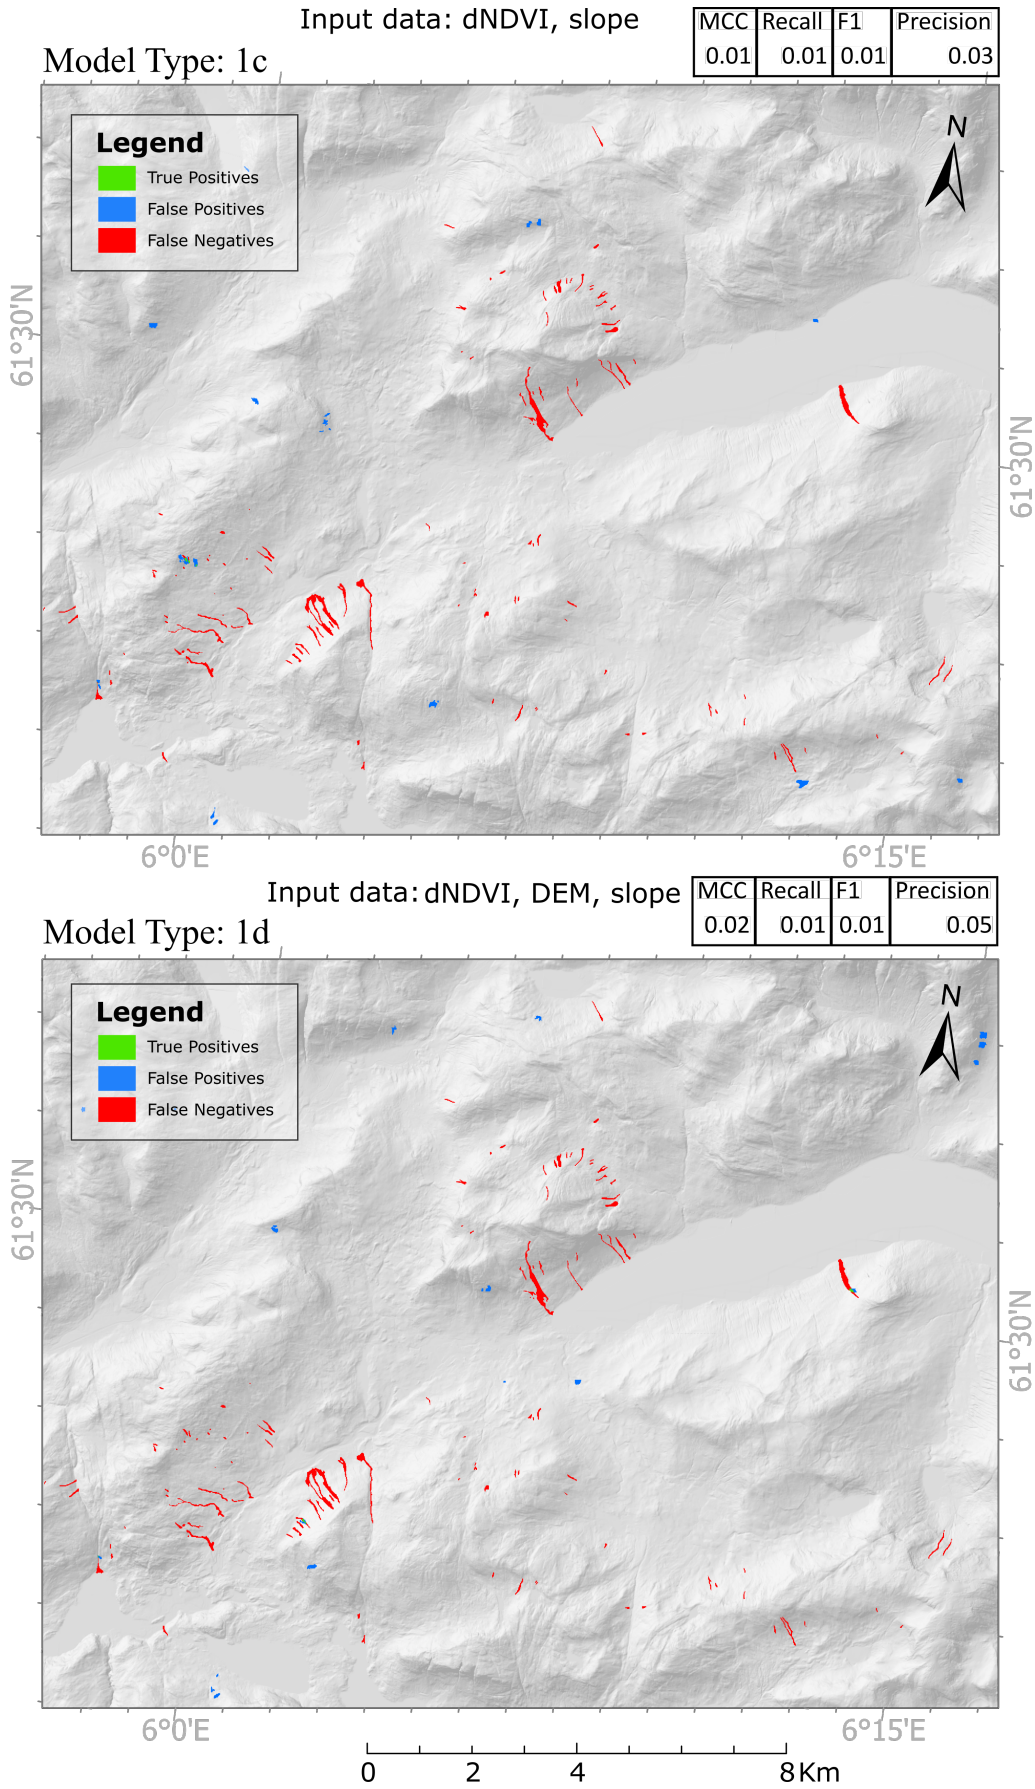 Input data: dNDVI, slope
MCC Recall F1 Precision
0.01 0.01 0.01 0.03
Model Type: 1c
N
Legend
True Positives
False Positives
False Negatives
61°30'N
61°30'N
6°0'E 6°15'E
Input data: dNDVI, DEM, slope
MCC Recall F1 Precision
0.02 0.01 0.01 0.05
Model Type: 1d
N
Legend
True Positives
False Positives
False Negatives
61°30'N
61°30'N
6°0'E 6°15'E
0 2 4 8 Km